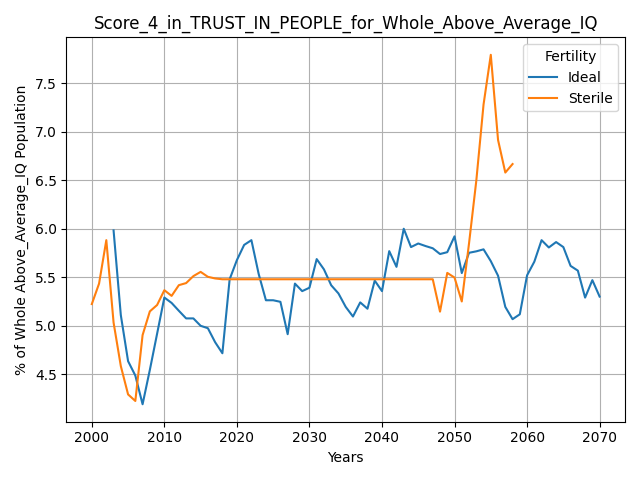 Score_4_in_TRUST_IN_PEOPLE_for_Whole_Above_Average_IQ
Fertility
Ideal
Sterile
% of Whole Above_Average_IQ Population
7.5
7.0
6.5
6.0
5.5
5.0
4.5
2000 2010 2020 2030 2040 2050 2060 2070
Years